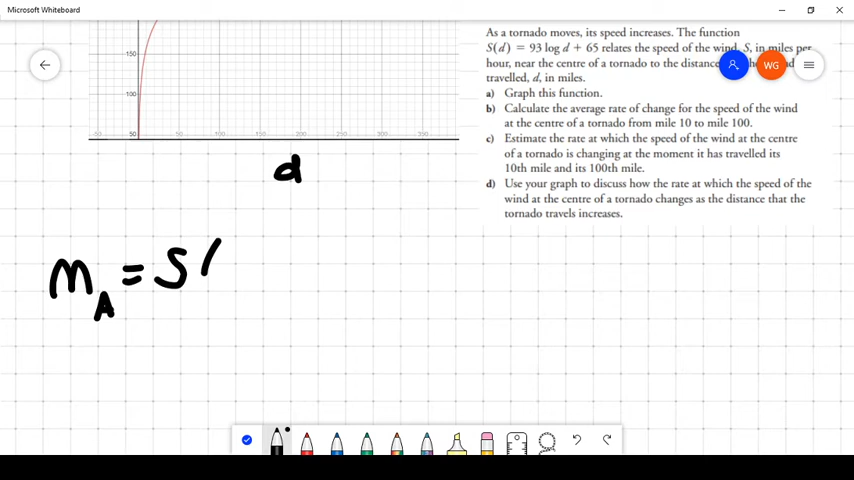 Microsoft Whiteboard
As a tornado moves, its speed increases. The function
S(d) = 93 log d + 65 relates the speed of the wind, S, in miles per
hour, near the centre of a tornado to the distance
travelled, d, in miles.
WG
a) Graph this function.
b) Calculate the average rate of change for the speed of the wind
at the centre of a tornado from mile 10 to mile 100.
c) Estimate the rate at which the speed of the wind at the centre
of a tornado is changing at the moment it has travelled its
10th mile and its 100th mile.
d) Use your graph to discuss how the rate at which the speed of the
wind at the centre of a tornado changes as the distance that the
tornado travels increases.
150
100
50
-50 50 100 150 200 250 300 350
d
m_A = S(